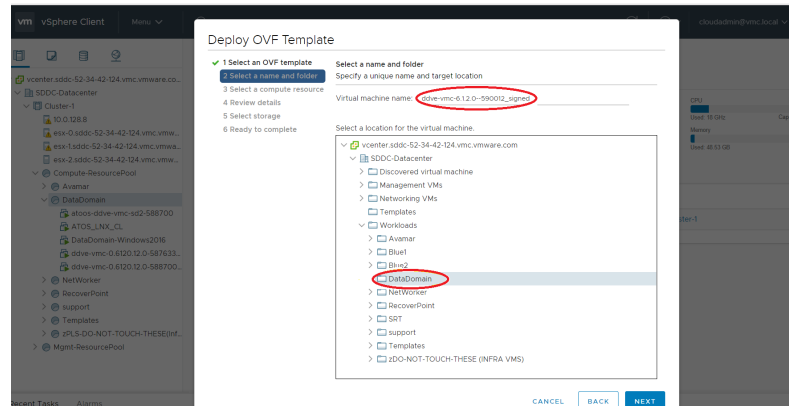 vm vSphere Client Menu cloudadmin@vmc.local
vcenter.sddc-52-34-42-124.vmc.vmware.co...
SDDC-Datacenter
Cluster-1
10.0.128.8
esx-0.sddc-52-34-42-124.vmc.vmw...
esx-1.sddc-52-34-42-124.vmc.vmwa...
esx-2.sddc-52-34-42-124.vmc.vmw...
Compute-ResourcePool
Avamar
DataDomain
atoos-ddve-vmc-sd2-588700
ATOS_LNX_CL
DataDomain-Windows2016
ddve-vmc-0.6120.12.0-587633...
ddve-vmc-0.6120.12.0-588700...
NetWorker
RecoverPoint
support
Templates
zPLS-DO-NOT-TOUCH-THESE(Inf...
Mgmt-ResourcePool
Recent Tasks Alarms
Deploy OVF Template
1 Select an OVF template
2 Select a name and folder
3 Select a compute resource
4 Review details
5 Select storage
6 Ready to complete
Select a name and folder
Specify a unique name and target location
Virtual machine name: ddve-vmc-6.1.2.0--590012_signed
Select a location for the virtual machine.
vcenter.sddc-52-34-42-124.vmc.vmware.com
SDDC-Datacenter
Discovered virtual machine
Management VMs
Networking VMs
Templates
Workloads
Avamar
Blue1
Blue2
DataDomain
NetWorker
RecoverPoint
SRT
support
Templates
zDO-NOT-TOUCH-THESE (INFRA VMS)
CANCEL BACK NEXT
CPU
Used: 18 GHz
Memory
Used: 48.53 GB
ster-1